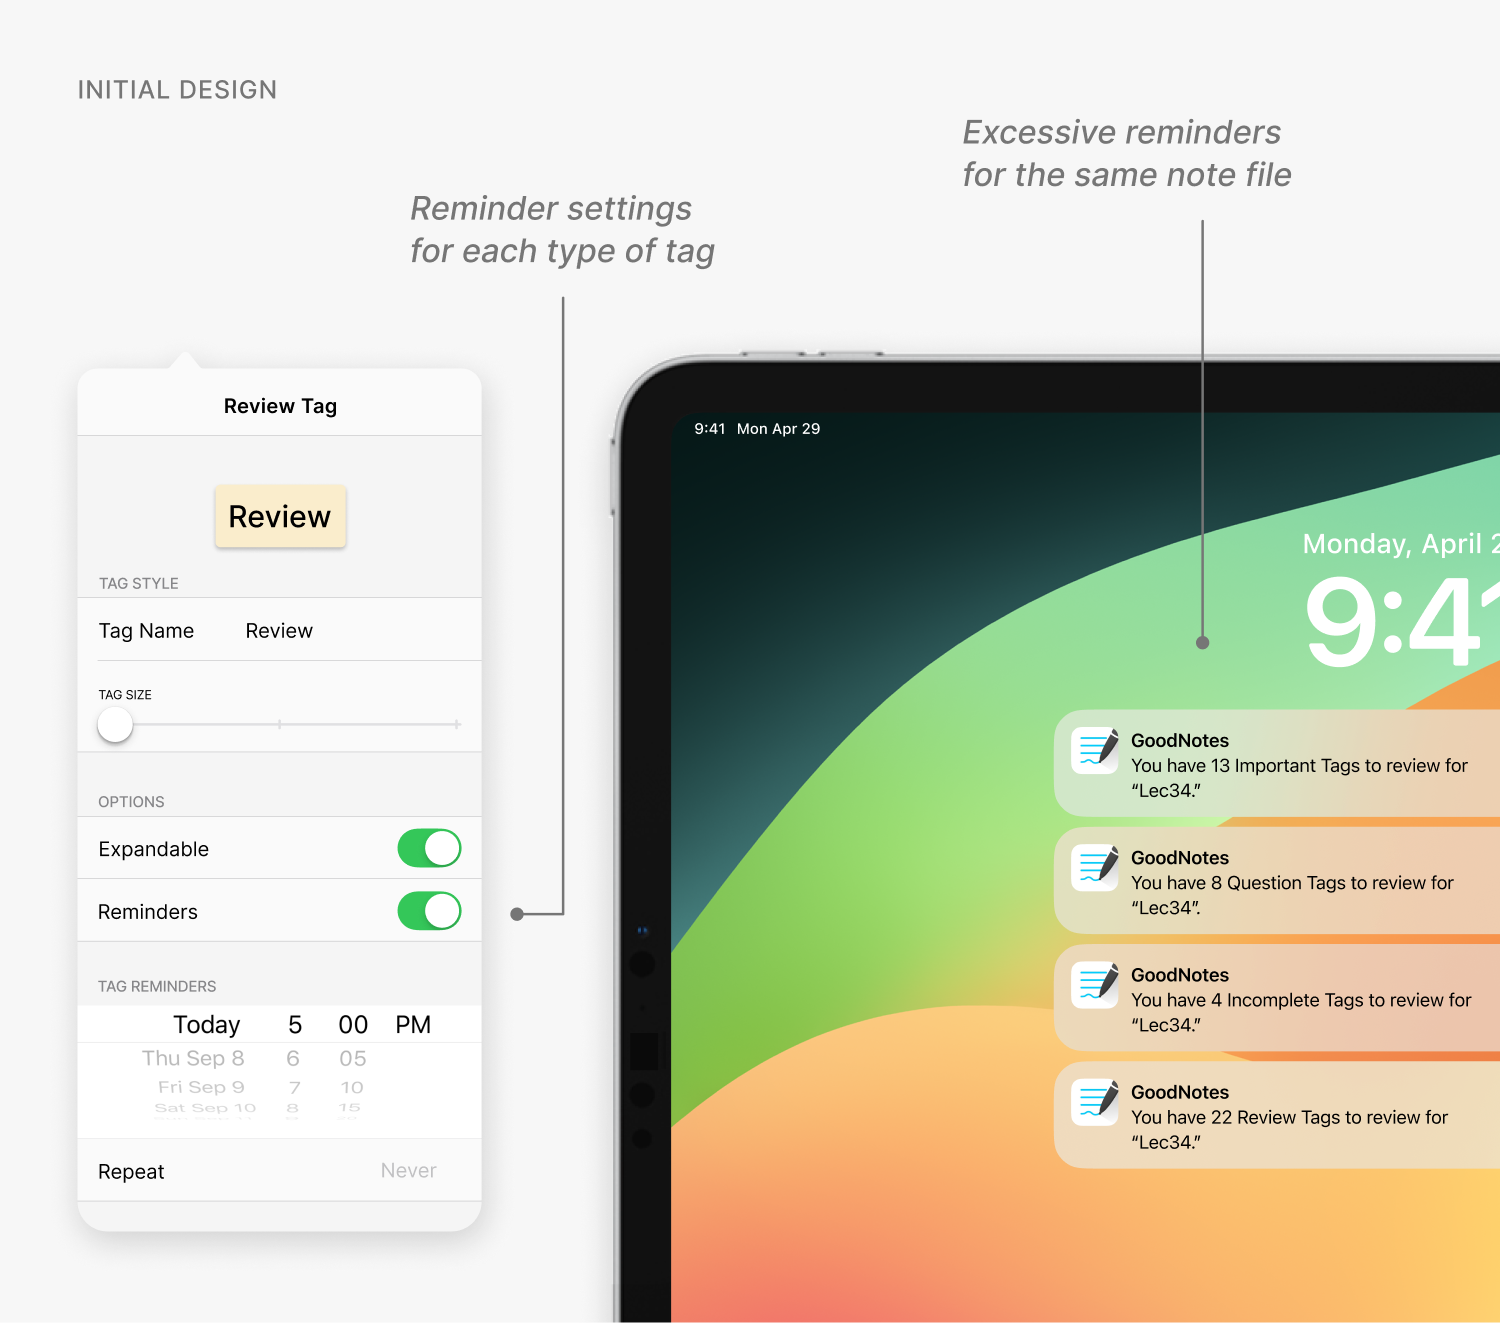 INITIAL DESIGN
Excessive reminders
for the same note file
Reminder settings
for each type of tag
Review Tag
Review
TAG STYLE
Tag Name Review
TAG SIZE
OPTIONS
Expandable
Reminders
TAG REMINDERS
Today 5 00 PM
Thu Sep 8 6 05
Fri Sep 9 7 10
Sat Sep 10 8 15
Repeat Never
9:41 Mon Apr 29
Monday, April 2
9:41
GoodNotes
You have 13 Important Tags to review for
“Lec34.”
GoodNotes
You have 8 Question Tags to review for
“Lec34”.
GoodNotes
You have 4 Incomplete Tags to review for
“Lec34.”
GoodNotes
You have 22 Review Tags to review for
“Lec34.”